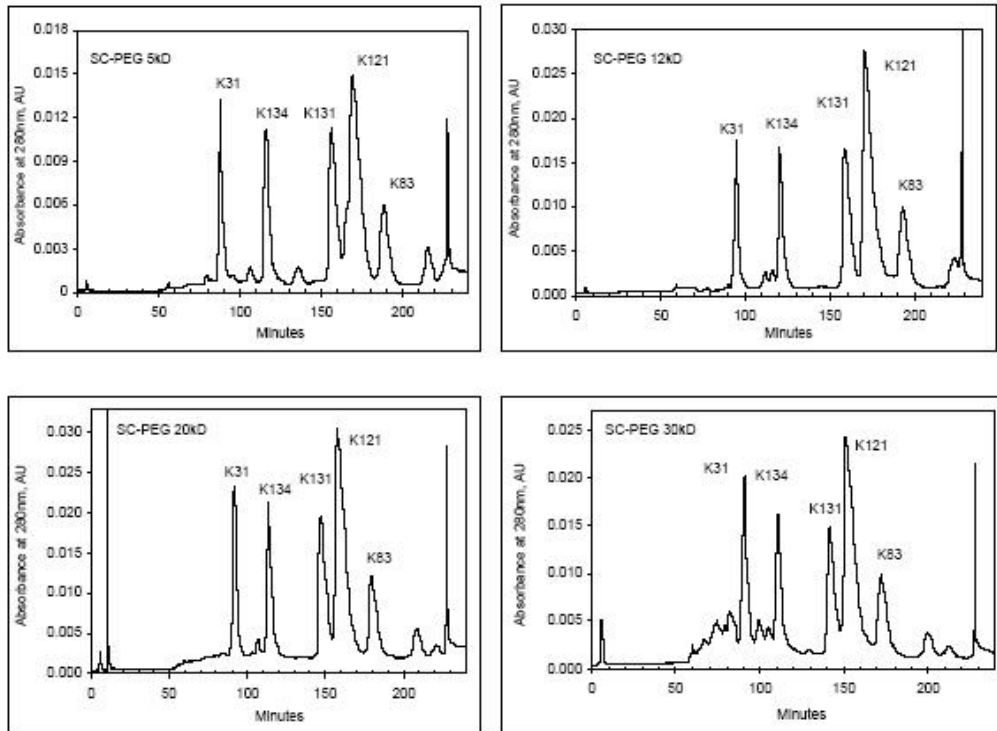 SC-PEG 5kD
K31
K134
K131
K121
K83
Absorbance at 280nm, AU
0.018
0.015
0.012
0.009
0.006
0.003
0
0 50 100 150 200
Minutes
SC-PEG 12kD
K31
K134
K131
K121
K83
Absorbance at 280nm, AU
0.030
0.025
0.020
0.015
0.010
0.005
0.000
0 50 100 150 200
Minutes
SC-PEG 20kD
K31
K134
K131
K121
K83
Absorbance at 280nm, AU
0.030
0.025
0.020
0.015
0.010
0.005
0.000
0 50 100 150 200
Minutes
SC-PEG 30kD
K31
K134
K131
K121
K83
Absorbance at 280nm, AU
0.025
0.020
0.015
0.010
0.005
0.000
0 50 100 150 200
Minutes